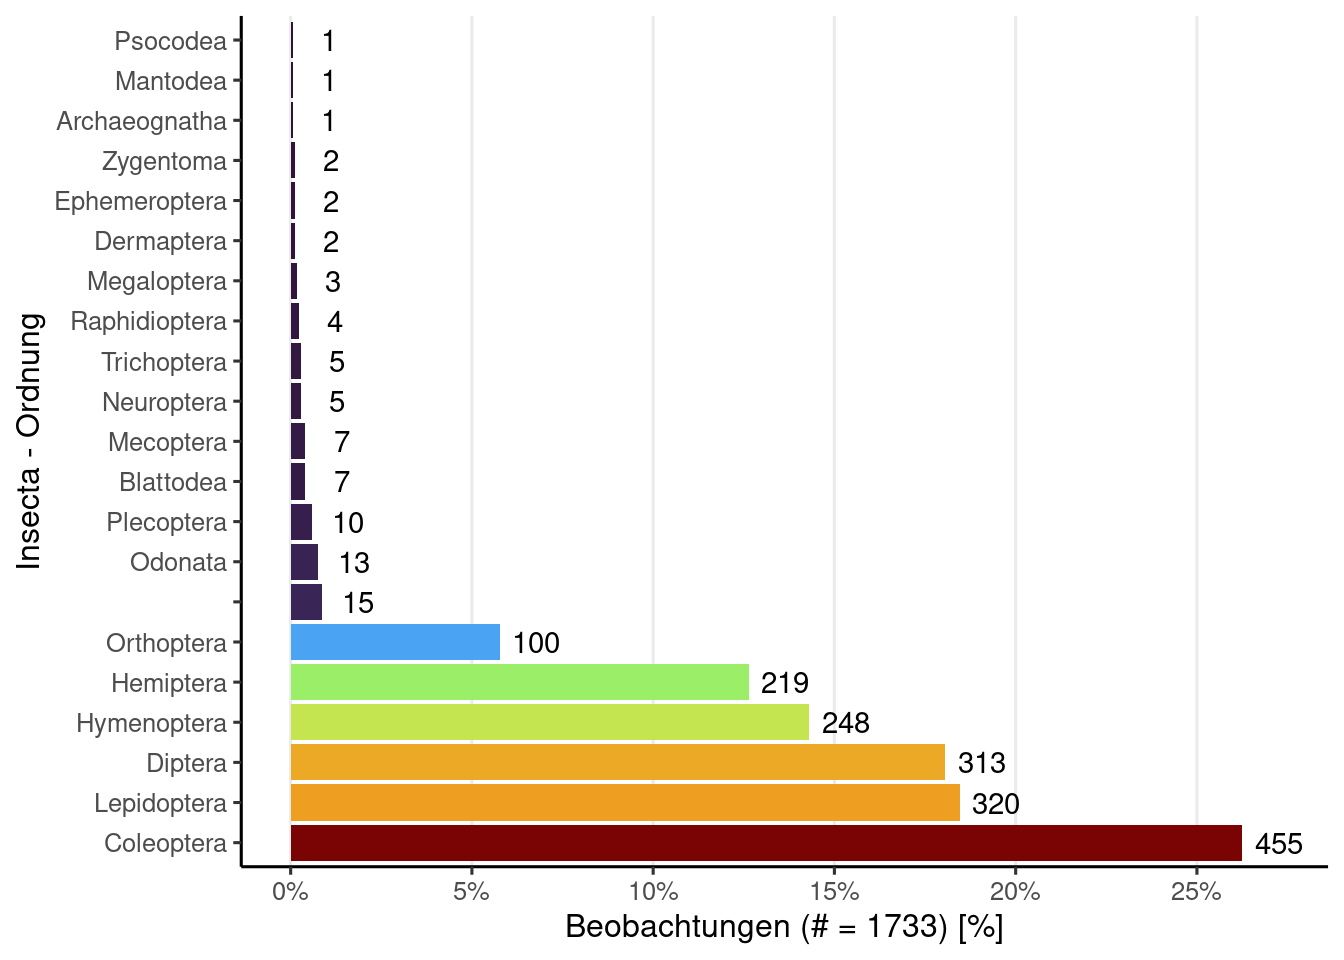 Insecta - Ordnung
Psocodea 1
Mantodea 1
Archaeognatha 1
Zygentoma 2
Ephemeroptera 2
Dermaptera 2
Megaloptera 3
Raphidioptera 4
Trichoptera 5
Neuroptera 5
Mecoptera 7
Blattodea 7
Plecoptera 10
Odonata 13
15
Orthoptera 100
Hemiptera 219
Hymenoptera 248
Diptera 313
Lepidoptera 320
Coleoptera 455
0% 5% 10% 15% 20% 25%
Beobachtungen (# = 1733) [%]